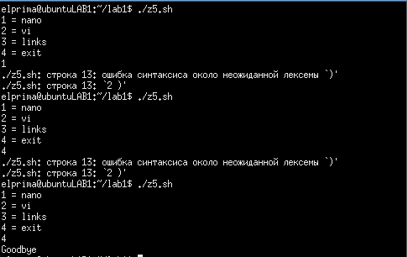 elprima@ubuntuLAB1:~/lab1$ ./z5.sh
1 = nano
2 = vi
3 = links
4 = exit
1
./z5.sh: строка 13: ошибка синтаксиса около неожиданной лексемы `)'
./z5.sh: строка 13: `2 )'
elprima@ubuntuLAB1:~/lab1$ ./z5.sh
1 = nano
2 = vi
3 = links
4 = exit
4
./z5.sh: строка 13: ошибка синтаксиса около неожиданной лексемы `)'
./z5.sh: строка 13: `2 )'
elprima@ubuntuLAB1:~/lab1$ ./z5.sh
1 = nano
2 = vi
3 = links
4 = exit
4
Goodbye